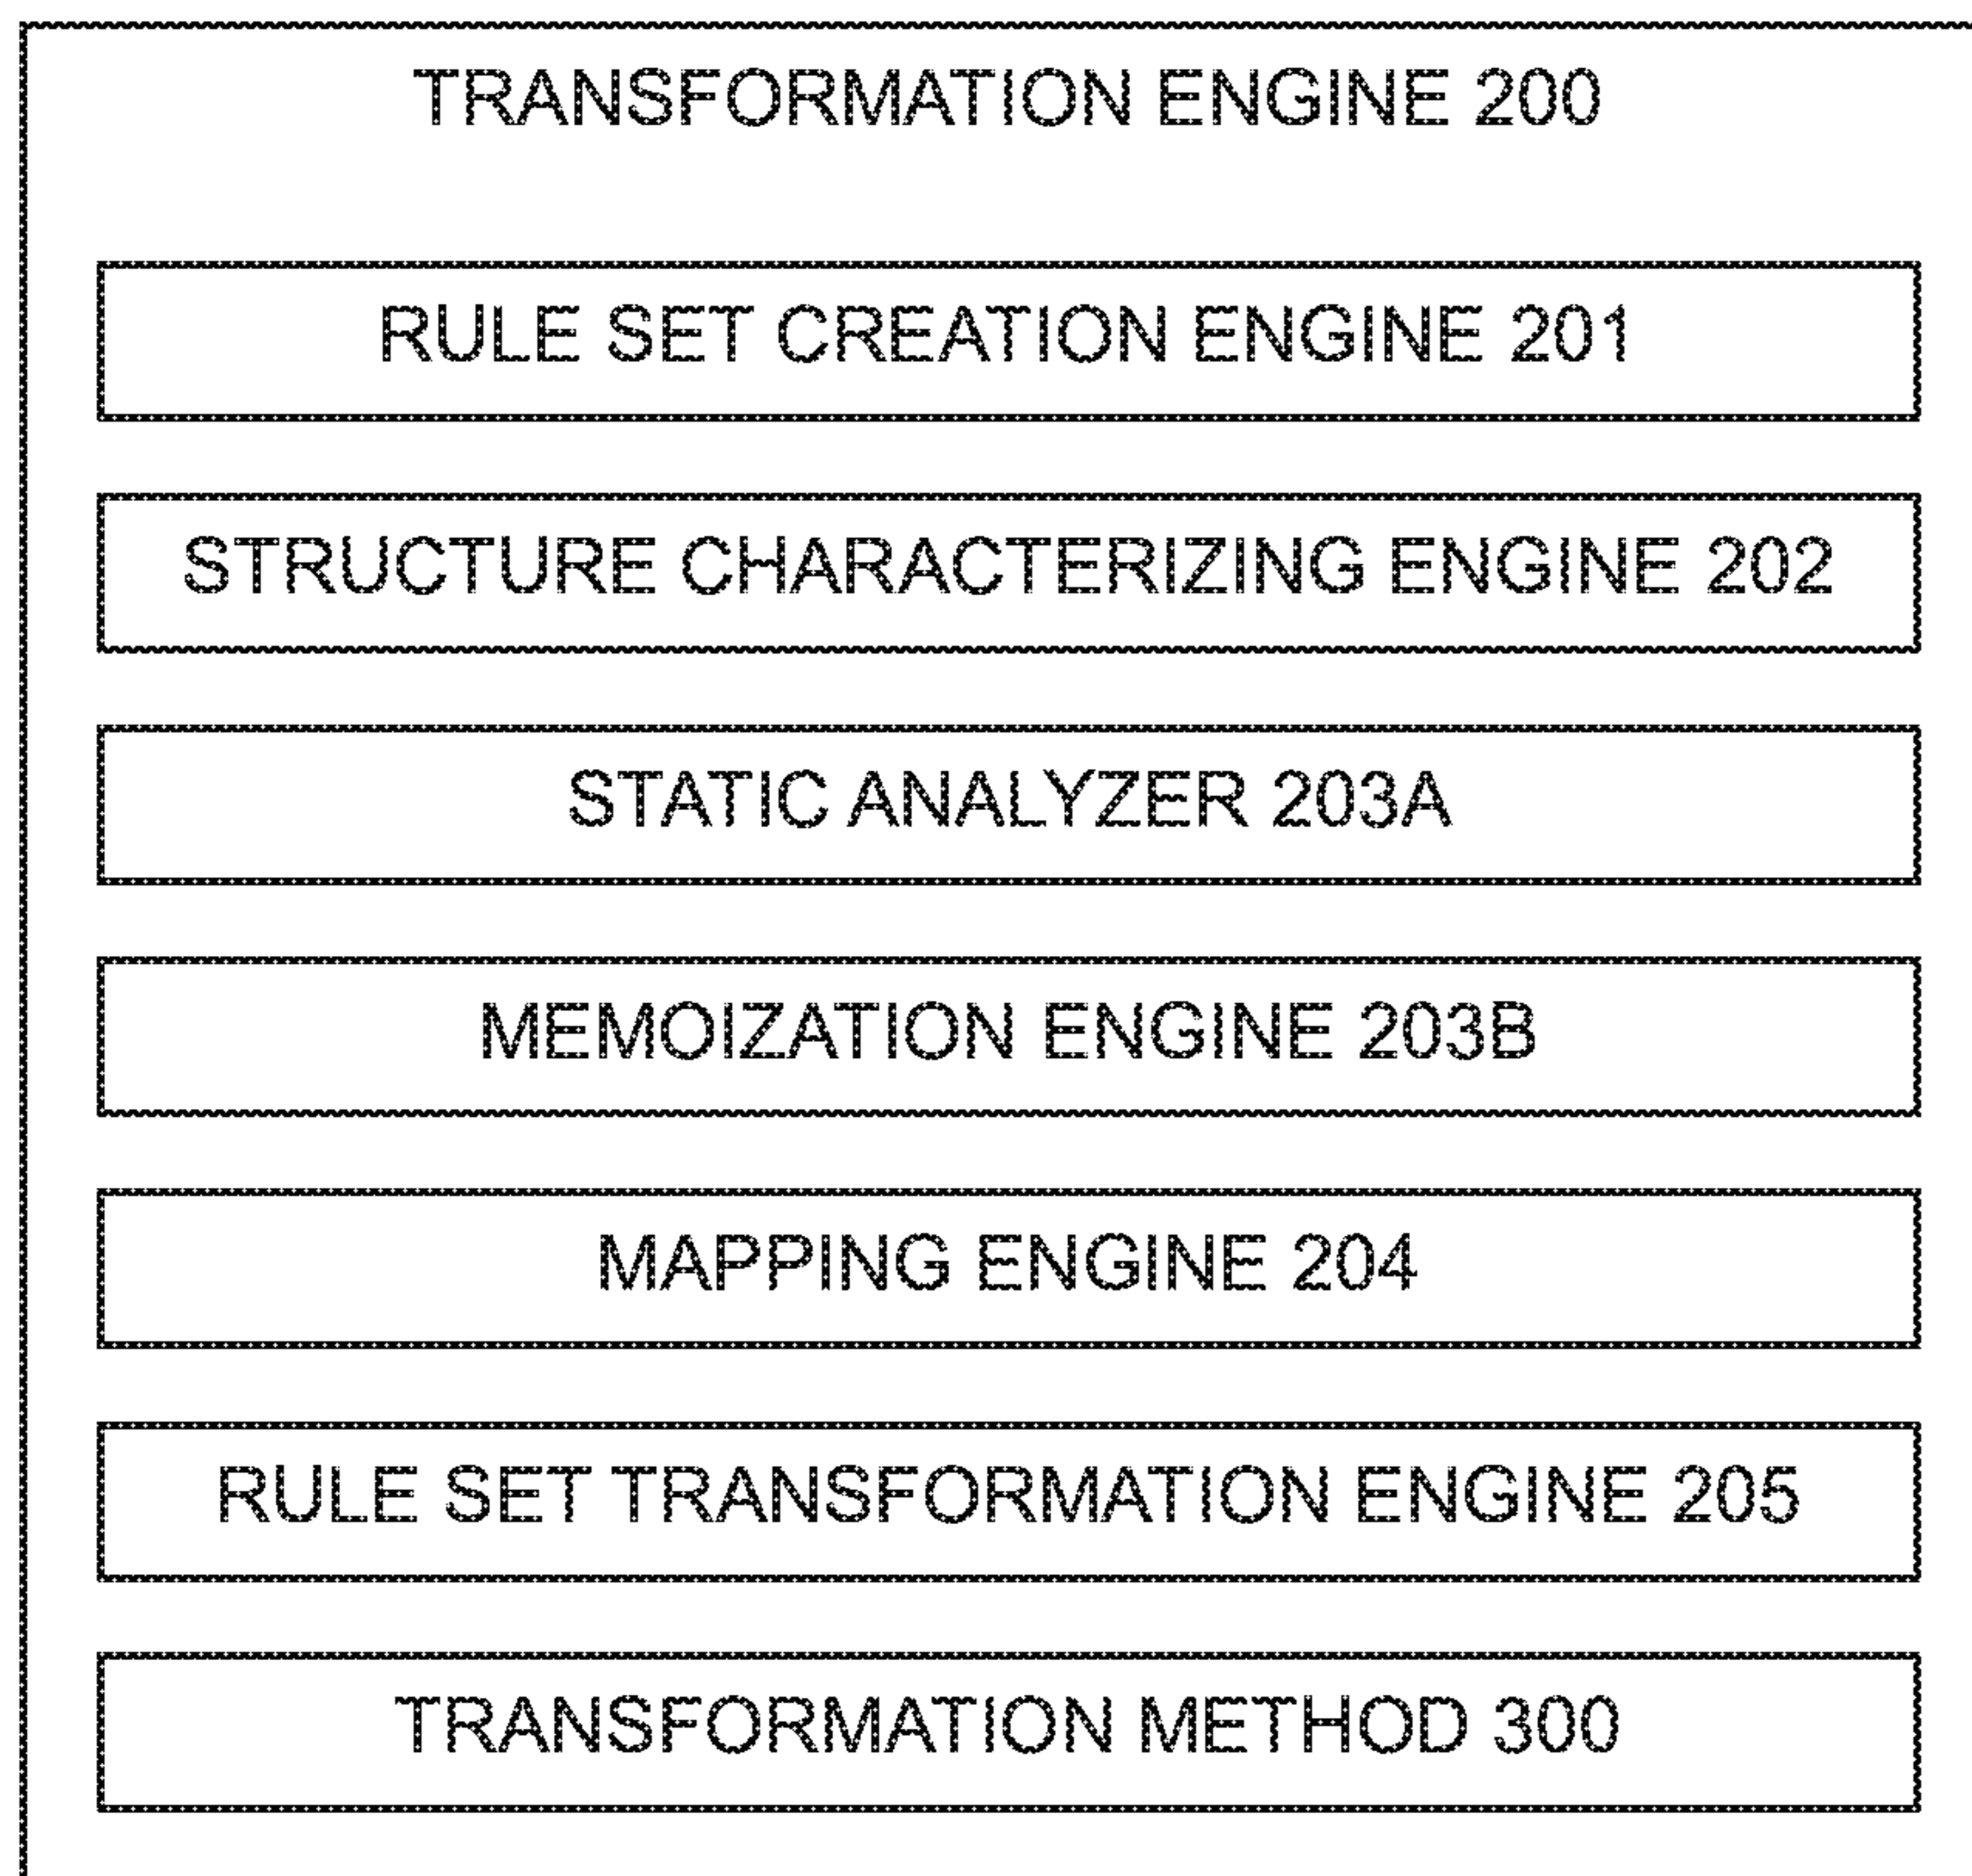 TRANSFORMATION ENGINE 200
RULE SET CREATION ENGINE 201
STRUCTURE CHARACTERIZING ENGINE 202
STATIC ANALYZER 203A
MEMOIZATION ENGINE 203B
MAPPING ENGINE 204
RULE SET TRANSFORMATION ENGINE 205
TRANSFORMATION METHOD 300